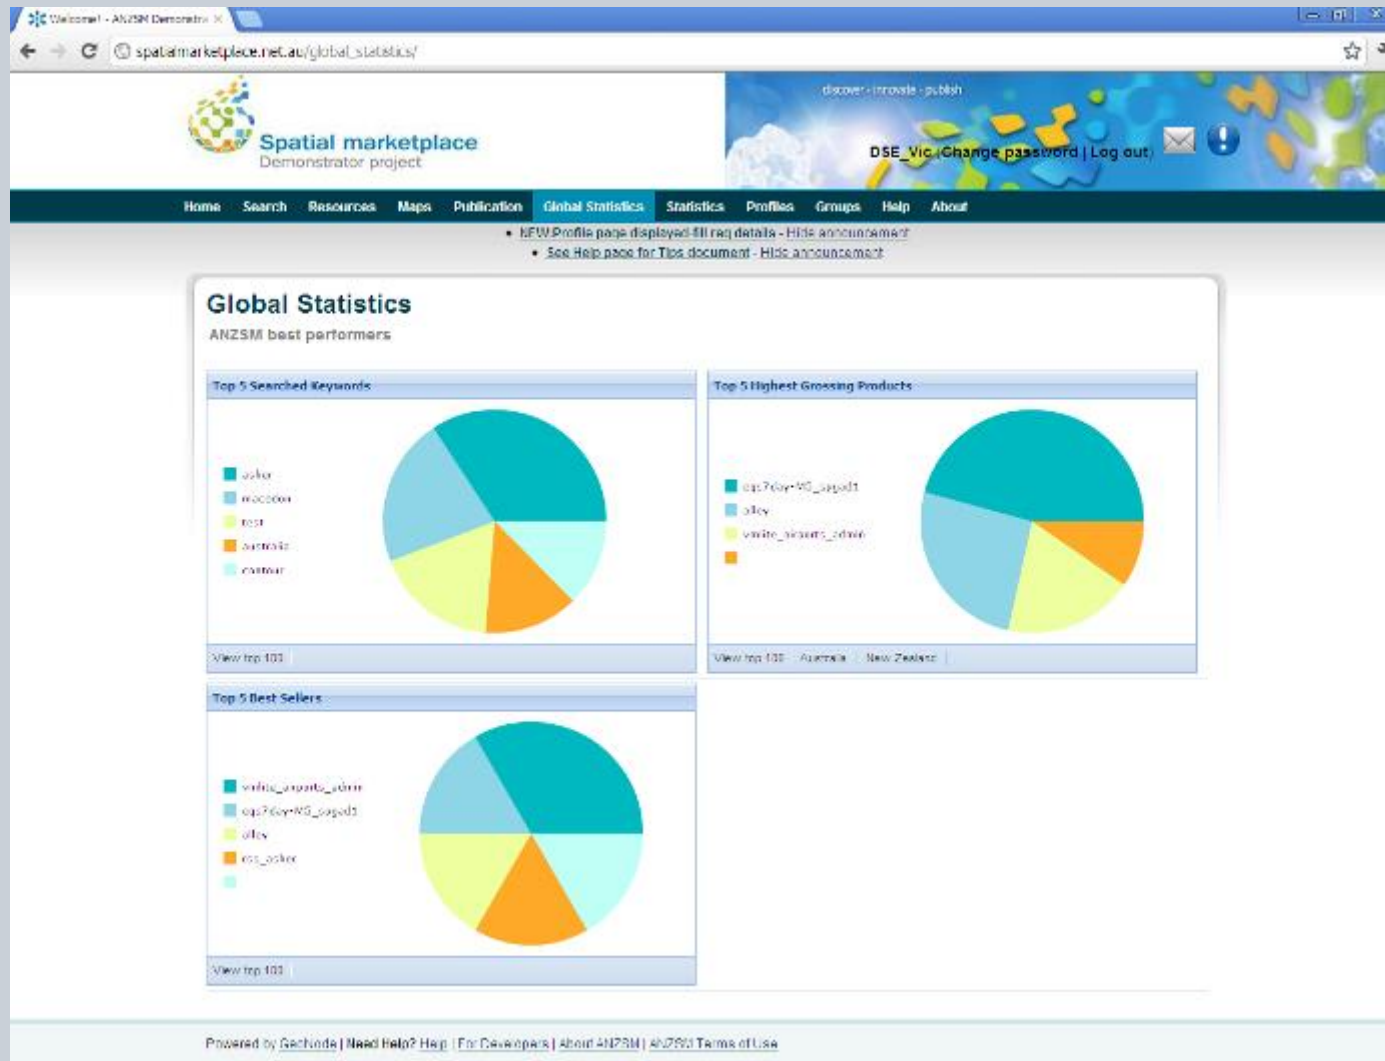 Welcome! - ANZSM Demonstra
spatialmarketplace.net.au/global_statistics/
discover - innovate - publish
Spatial marketplace
Demonstrator project
DSE_Vic (Change password | Log out)
Home Search Resources Maps Publication Global Statistics Statistics Profiles Groups Help About
• NEW Profile page displayed-fill req details - Hide announcement
• See Help page for Tips document - Hide announcement
Global Statistics
ANZSM best performers
Top 5 Searched Keywords
asher
macedon
test
australia
contour
View top 100
Top 5 Highest Grossing Products
alley
vmlite_airports_admin
View top 100 Australia New Zealand
Top 5 Best Sellers
vmlite_airports_admin
alley
View top 100
Powered by GeoNode | Need Help? Help | For Developers | About ANZSM | ANZSM Terms of Use